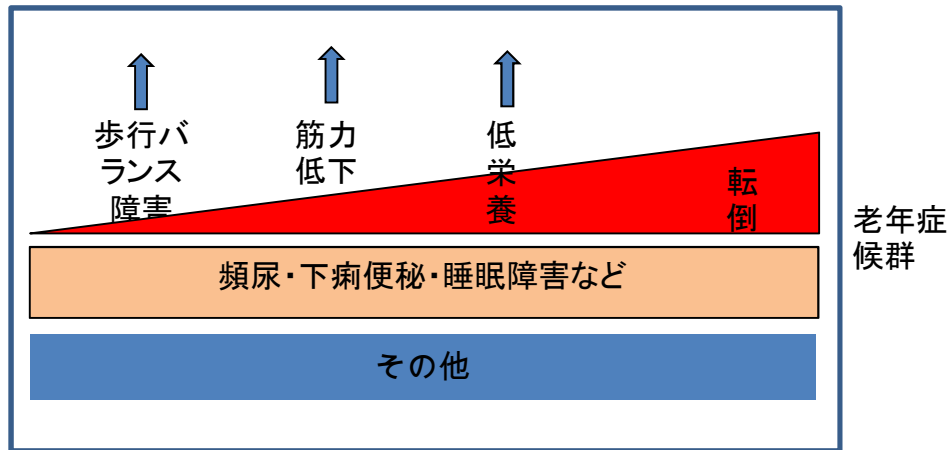 歩行バ
ランス
障害
筋力
低下
低
栄
養
転
倒
老年症
候群
頻尿・下痢便秘・睡眠障害など
その他